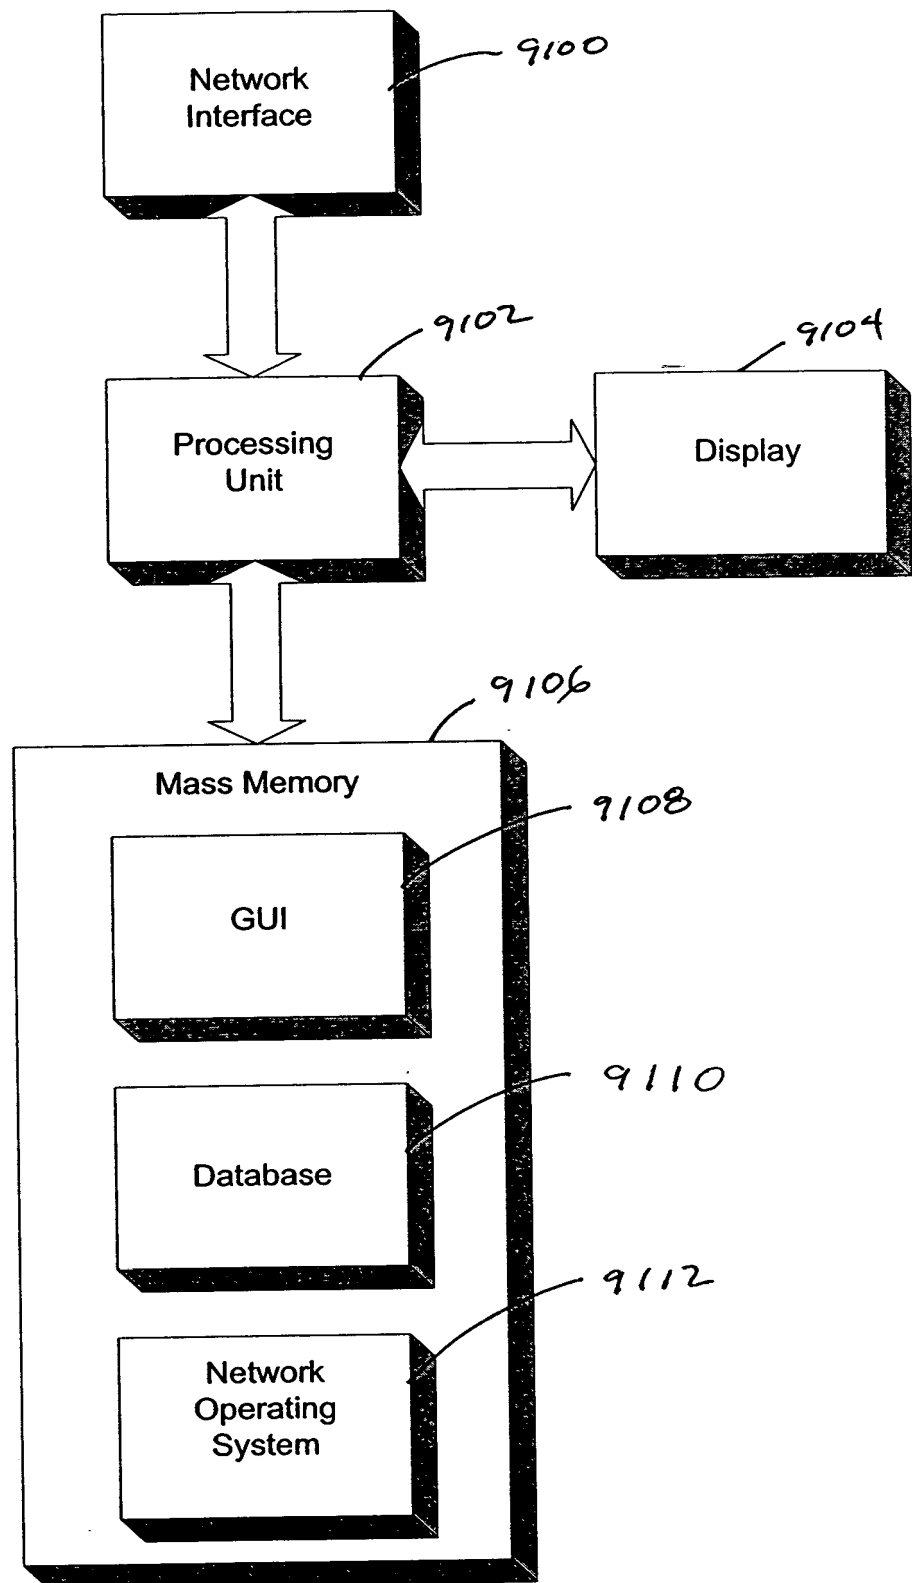 9100
Network
Interface
9102
9104
Processing
Unit
Display
9106
Mass Memory
9108
GUI
9110
Database
9112
Network
Operating
System